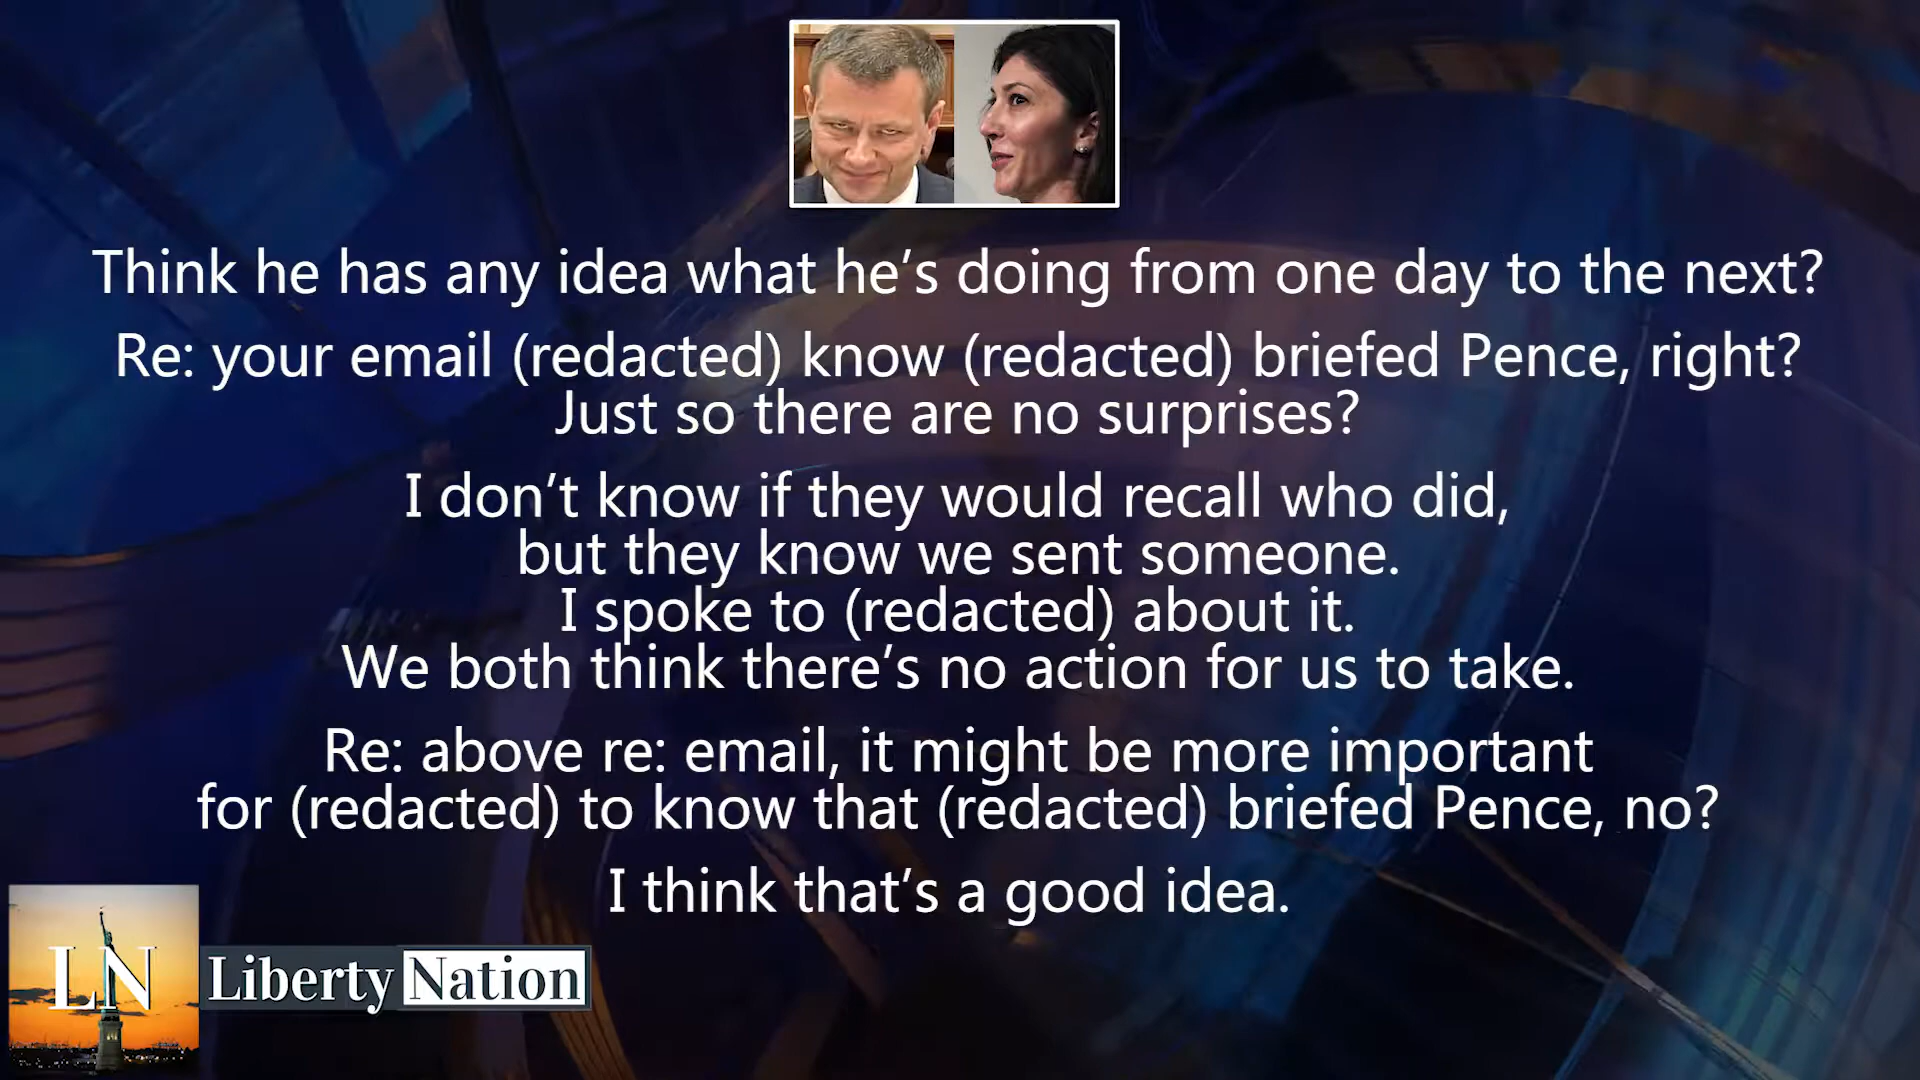 Think he has any idea what he’s doing from one day to the next?
Re: your email (redacted) know (redacted) briefed Pence, right?
Just so there are no surprises?
I don’t know if they would recall who did,
but they know we sent someone.
I spoke to (redacted) about it.
We both think there’s no action for us to take.
Re: above re: email, it might be more important
for (redacted) to know that (redacted) briefed Pence, no?
I think that’s a good idea.
LN
Liberty Nation